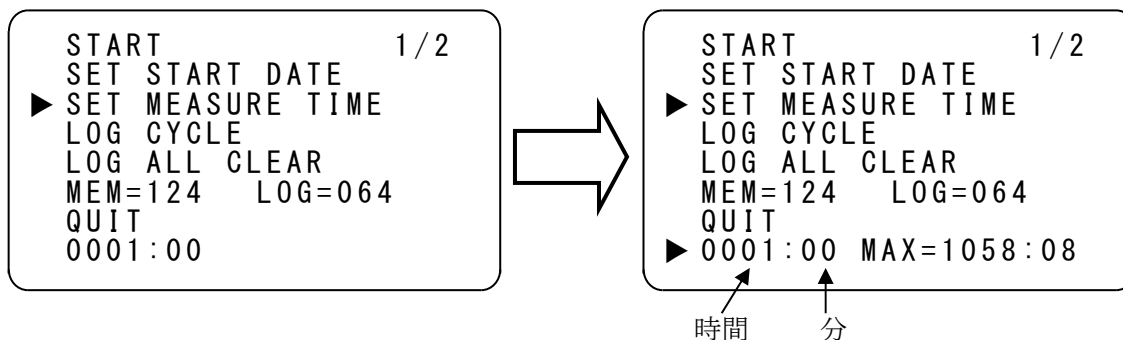 START 1/2
SET START DATE
▶ SET MEASURE TIME
LOG CYCLE
LOG ALL CLEAR
MEM=124 LOG=064
QUIT
0001:00
START 1/2
SET START DATE
▶ SET MEASURE TIME
LOG CYCLE
LOG ALL CLEAR
MEM=124 LOG=064
QUIT
▶ 0001:00 MAX=1058:08
時間 分